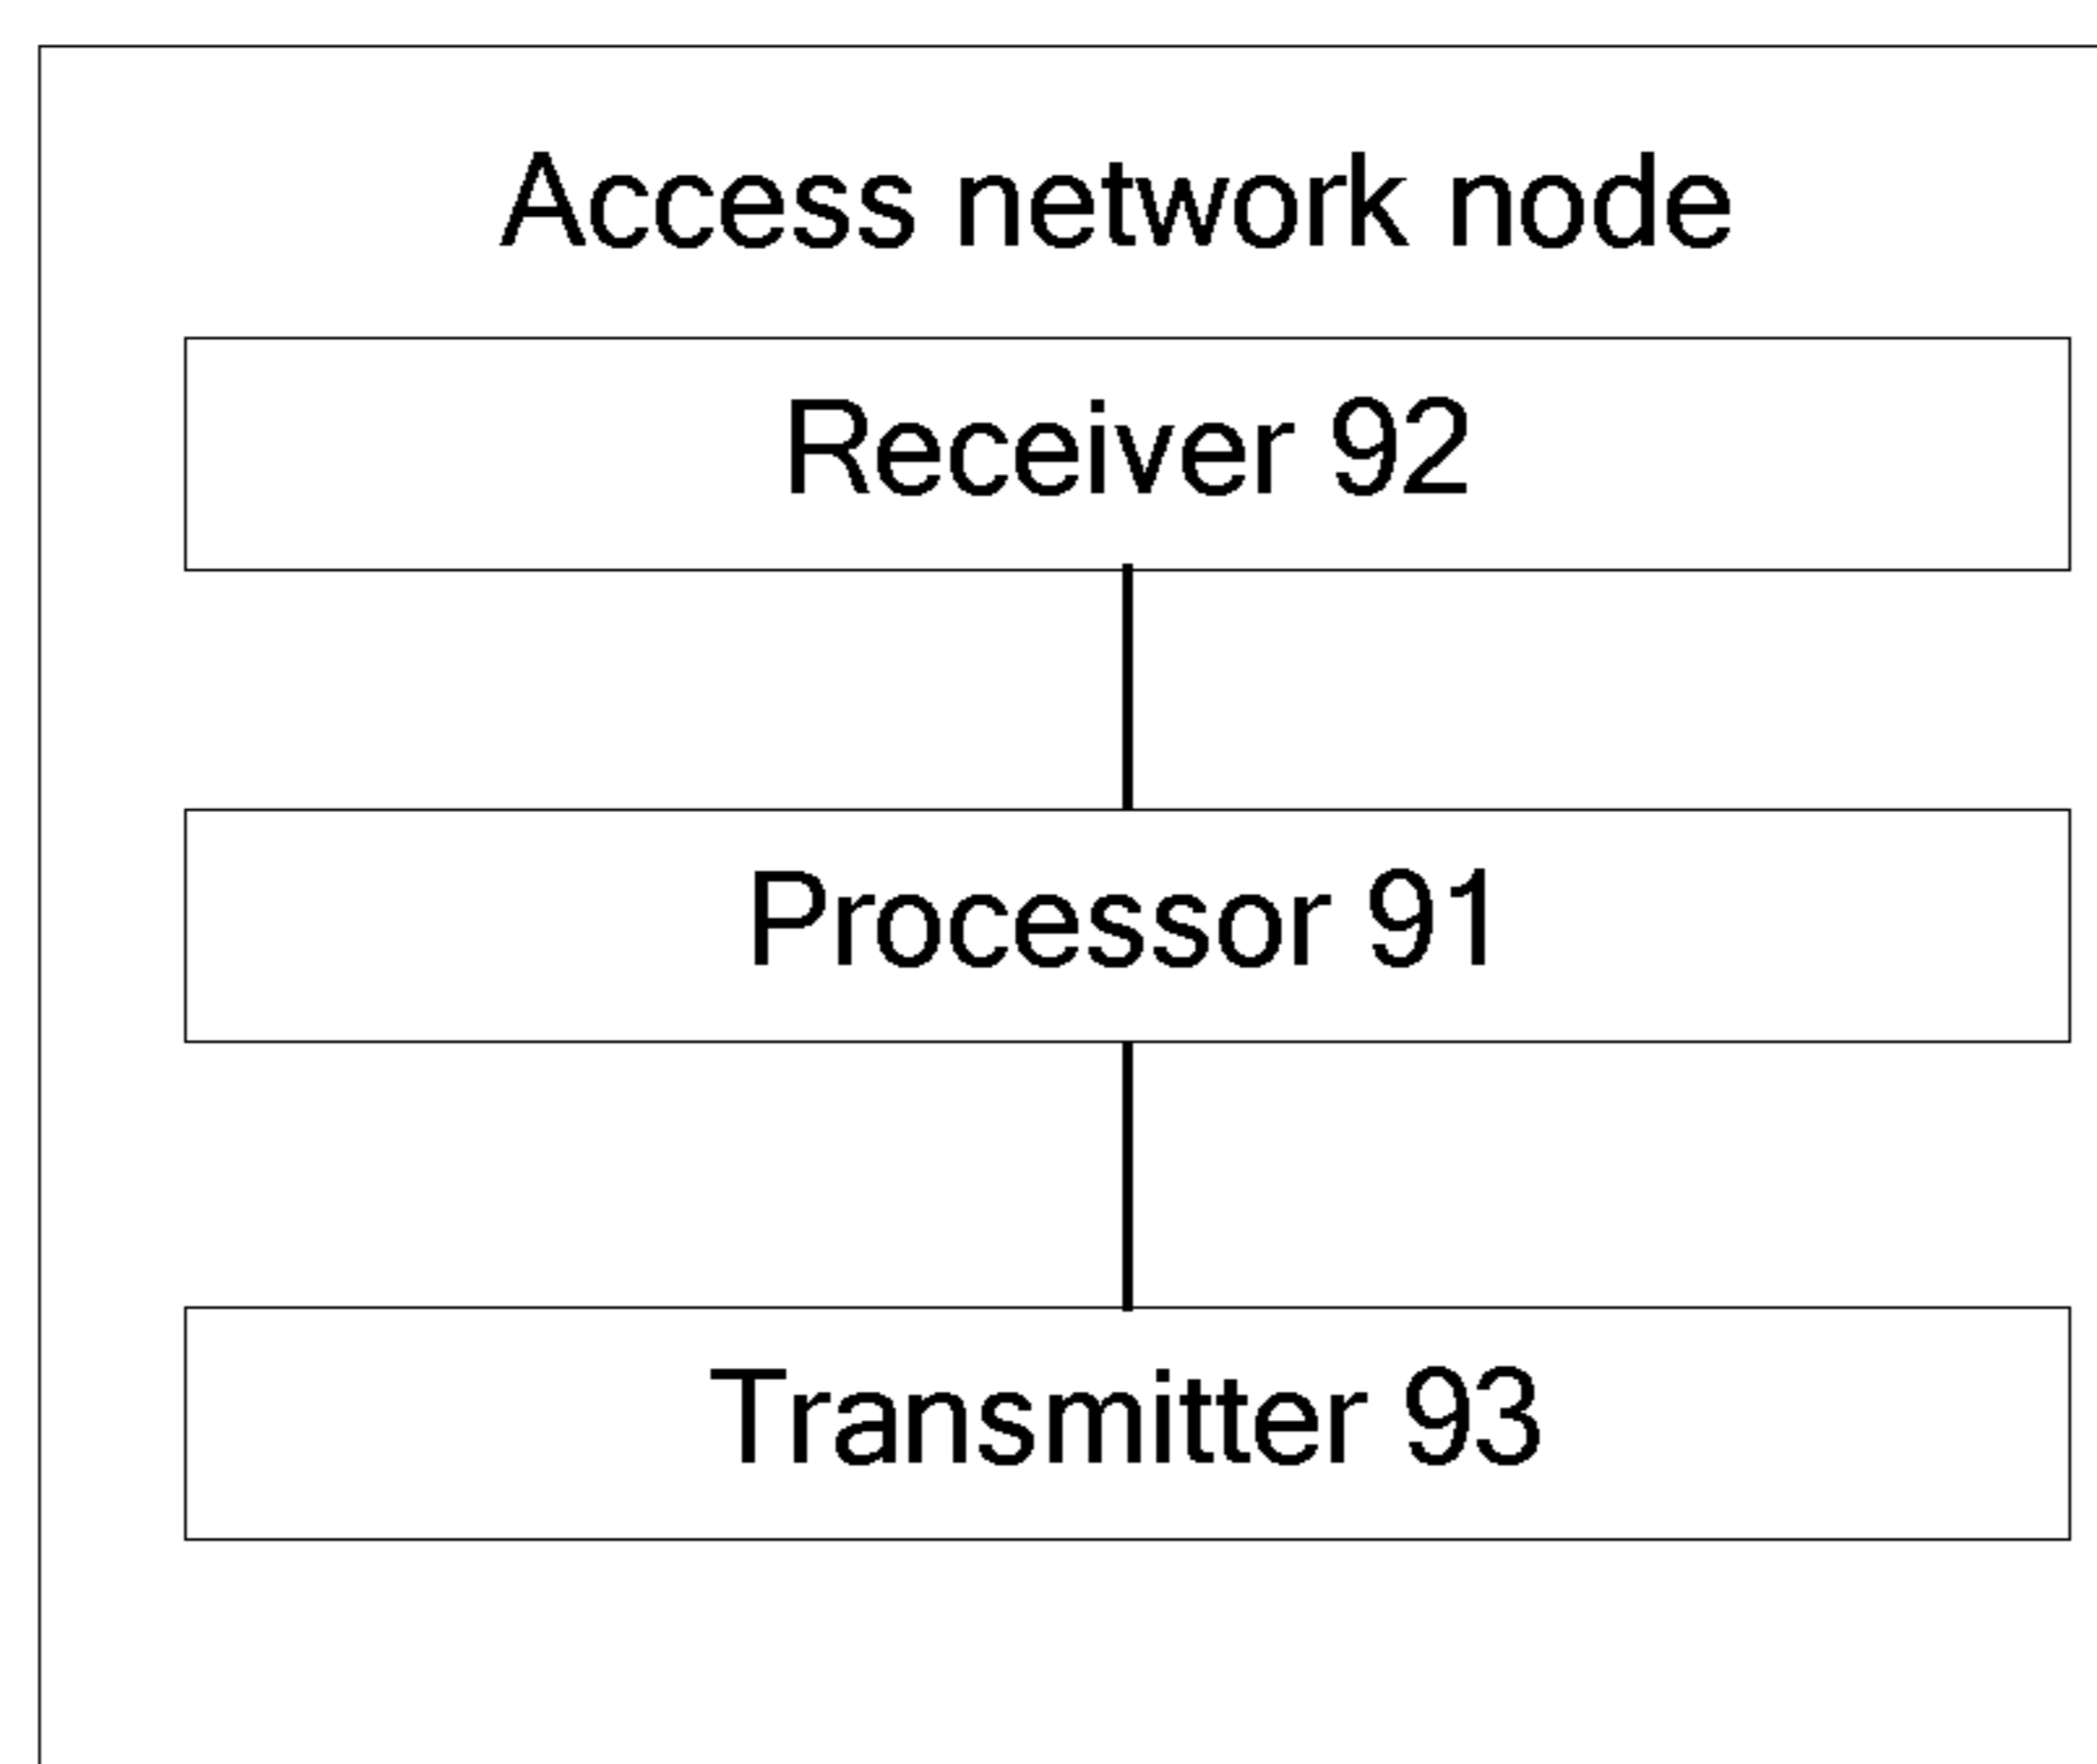 Access network node
Receiver 92
Processor 91
Transmitter 93